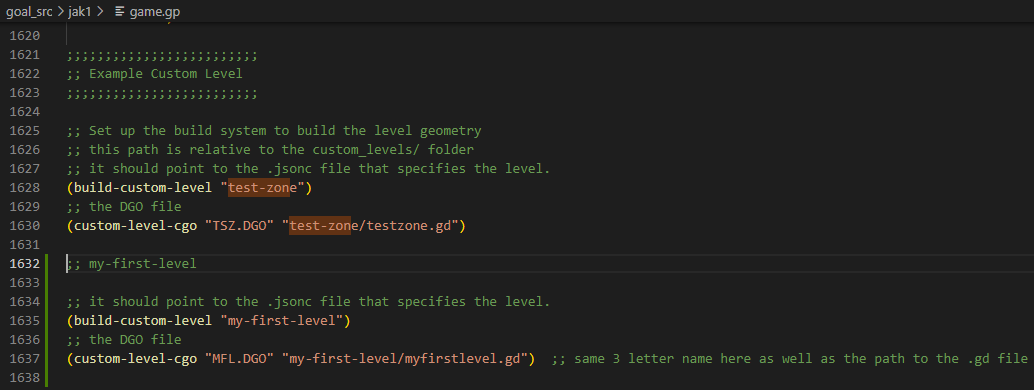 goal_src > jak1 > game.gp
1620
1621 ;;;;;;;;;;;;;;;;;;;;;;;;;
1622 ;; Example Custom Level
1623 ;;;;;;;;;;;;;;;;;;;;;;;;;
1624
1625 ;; Set up the build system to build the level geometry
1626 ;; this path is relative to the custom_levels/ folder
1627 ;; it should point to the .jsonc file that specifies the level.
1628 (build-custom-level "test-zone")
1629 ;; the DGO file
1630 (custom-level-cgo "TSZ.DGO" "test-zone/testzone.gd")
1631
1632 ;; my-first-level
1633
1634 ;; it should point to the .jsonc file that specifies the level.
1635 (build-custom-level "my-first-level")
1636 ;; the DGO file
1637 (custom-level-cgo "MFL.DGO" "my-first-level/myfirstlevel.gd")  ;; same 3 letter name here as well as the path to the .gd file
1638